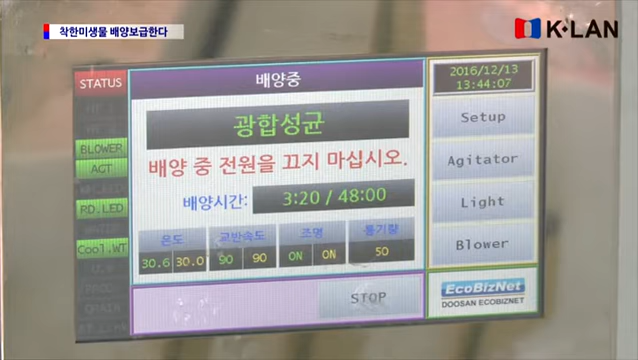 착한미생물 배양보급한다
K·LAN
STATUS
배양중
2016/12/13
13:44:07
광합성균
Setup
BLOWER
배양 중 전원을 끄지 마십시오.
Agitator
AGT
배양시간:
3:20 / 48:00
Light
RD.LED
온도
교반속도
조명
통기량
Blower
Cool.WT
30.6
30.0
90
90
ON
ON
50
STOP
EcoBizNet
DOOSAN ECOBIZNET
DRAIN